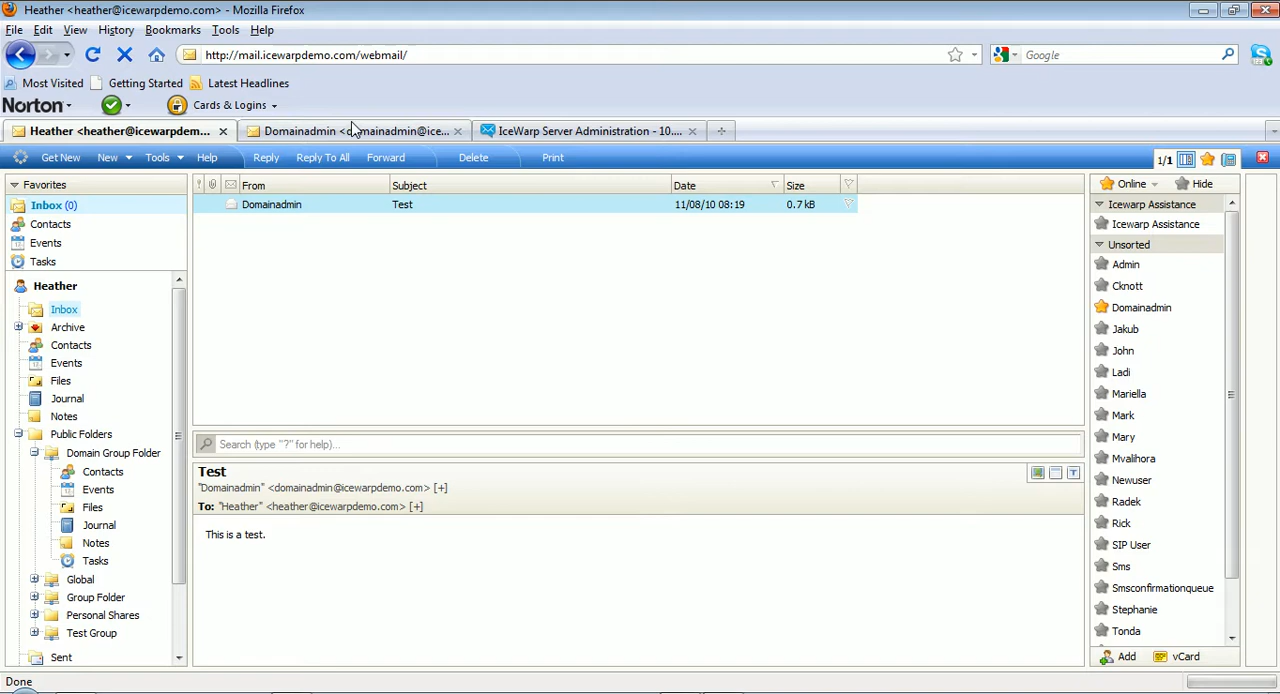 Heather <heather@icewarpdemo.com> - Mozilla Firefox
File Edit View History Bookmarks Tools Help
http://mail.icewarpdemo.com/webmail/
Google
Most Visited Getting Started Latest Headlines
Norton Cards & Logins
Heather <heather@icewarpdem... Domainadmin <domainadmin@ice... IceWarp Server Administration - 10....
Get New New Tools Help Reply Reply To All Forward Delete Print 1/1
Favorites
Inbox (0)
Contacts
Events
Tasks
Heather
Inbox
Archive
Contacts
Events
Files
Journal
Notes
Public Folders
Domain Group Folder
Contacts
Events
Files
Journal
Notes
Tasks
Global
Group Folder
Personal Shares
Test Group
Sent
From Subject Date Size
Domainadmin Test 11/08/10 08:19 0.7 kB
Search (type "?" for help)...
Test
"Domainadmin" <domainadmin@icewarpdemo.com> [+]
To: "Heather" <heather@icewarpdemo.com> [+]
This is a test.
Online Hide
Icewarp Assistance
Icewarp Assistance
Unsorted
Admin
Cknott
Domainadmin
Jakub
John
Ladi
Mariella
Mark
Mary
Mvalihora
Newuser
Radek
Rick
SIP User
Sms
Smsconfirmationqueue
Stephanie
Tonda
Add vCard
Done